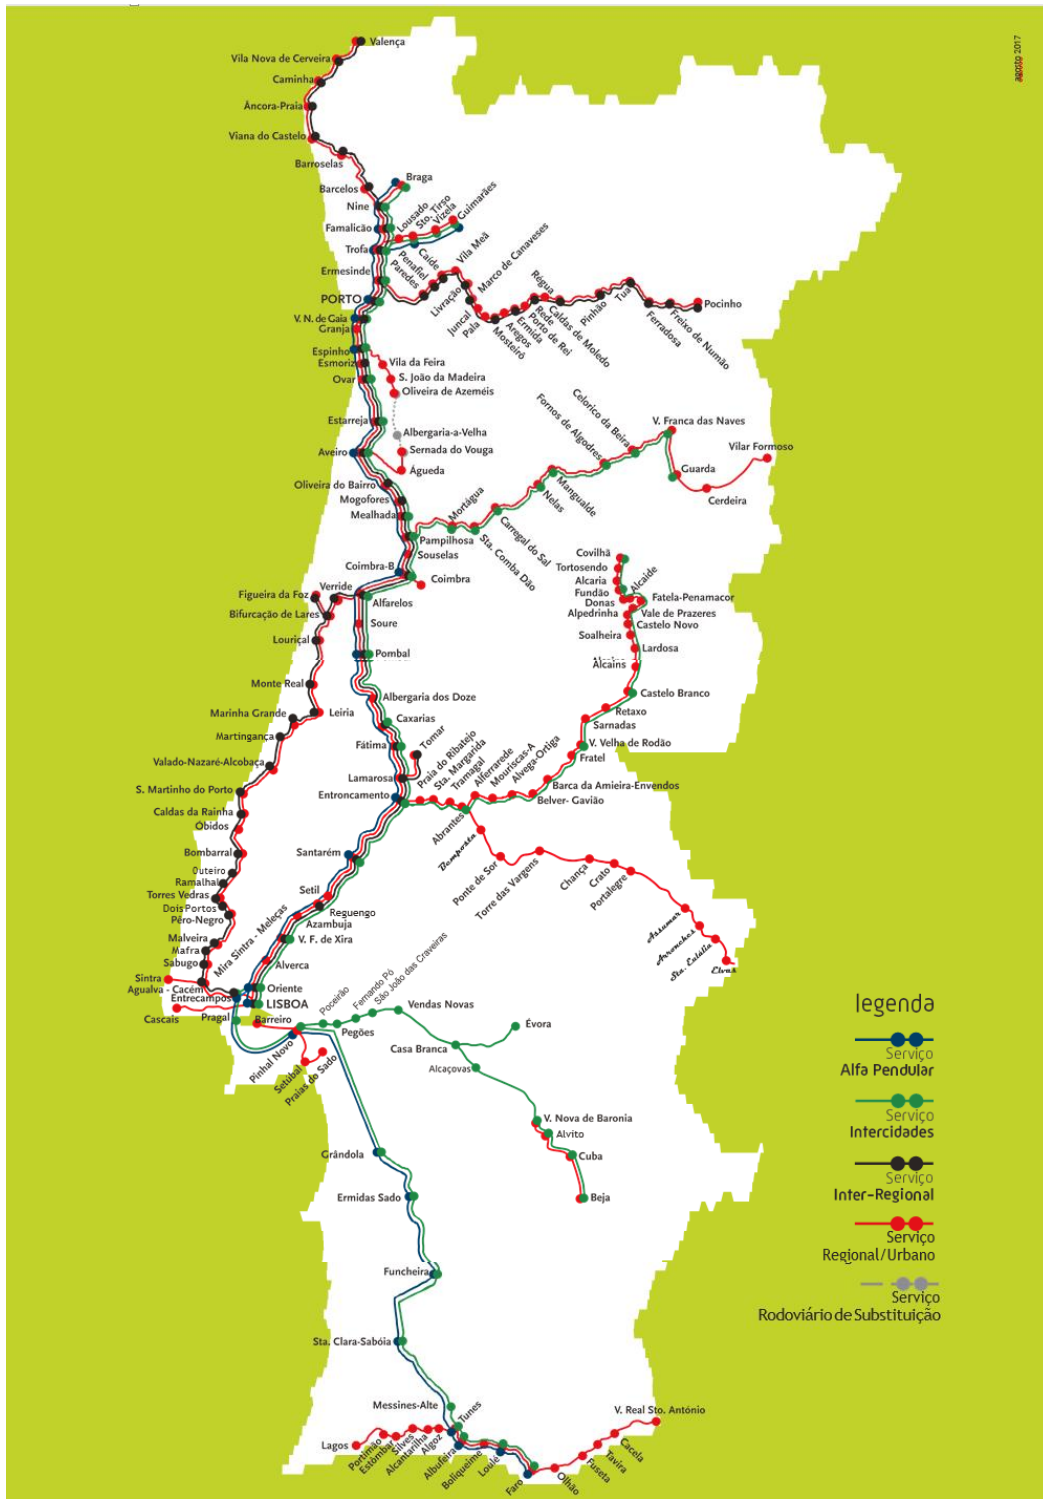 agosto 2017
Valença
Vila Nova de Cerveira
Caminha
Âncora-Praia
Viana do Castelo
Barroselas
Barcelos
Braga
Nine
Famalicão
Lousado
Sto. Tirso
Vizela
Guimarães
Trofa
Ermesinde
Paredes
Penafiel
Caíde
Vila Meã
Livração
Marco de Canaveses
Juncal
Pala
Mosteirô
Aregos
Ermida
Porto de Rei
Rede
Régua
Caldas de Moledo
Pinhão
Tua
Ferradosa
Freixo de Numão
Pocinho
PORTO
V. N. de Gaia
Granja
Espinho
Esmoriz
Ovar
Vila da Feira
S. João da Madeira
Oliveira de Azeméis
Estarreja
Albergaria-a-Velha
Sernada do Vouga
Aveiro
Águeda
Oliveira do Bairro
Mogofores
Mealhada
Pampilhosa
Souselas
Mortágua
Sta. Comba Dão
Carregal do Sal
Nelas
Mangualde
Fornos de Algodres
Celorico da Beira
V. Franca das Naves
Guarda
Cerdeira
Vilar Formoso
Coimbra-B
Coimbra
Figueira da Foz
Verride
Alfarelos
Bifurcação de Lares
Soure
Louriçal
Pombal
Monte Real
Albergaria dos Doze
Marinha Grande
Leiria
Caxarias
Martingança
Fátima
Tomar
Valado-Nazaré-Alcobaça
Lamarosa
S. Martinho do Porto
Entroncamento
Caldas da Rainha
Óbidos
Bombarral
Outeiro
Ramalhal
Torres Vedras
Dois Portos
Pêro-Negro
Malveira
Mafra
Sabugo
Mira Sintra - Meleças
Sintra
Agualva - Cacém
Entrecampos
Cascais
Covilhã
Tortosendo
Alcaria
Fundão
Donas
Alcaide
Fatela-Penamacor
Alpedrinha
Vale de Prazeres
Castelo Novo
Soalheira
Lardosa
Alcains
Castelo Branco
Retaxo
Sarnadas
V. Velha de Rodão
Fratel
Barca da Amieira-Envendos
Belver- Gavião
Alvega-Ortiga
Mouriscas-A
Alferrarede
Tramagal
Sta. Margarida
Praia do Ribatejo
Abrantes
Bemposta
Ponte de Sor
Torre das Vargens
Chança
Crato
Portalegre
Assumar
Arronches
Sta. Eulália
Elvas
Santarém
Setil
Reguengo
Azambuja
V. F. de Xira
Alverca
Oriente
LISBOA
Pragal
Barreiro
Pinhal Novo
Setúbal
Praias do Sado
Poceirão
Pegões
Fernando Pó
São João das Craveiras
Vendas Novas
Évora
Casa Branca
Alcaçovas
V. Nova de Baronia
Alvito
Cuba
Beja
Grândola
Ermidas Sado
Funcheira
Sta. Clara-Sabóia
Messines-Alte
Tunes
Lagos
Portimão
Estômbar
Silves
Alcantarilha
Algoz
Albufeira
Boliqueime
Loulé
Faro
Olhão
Fuseta
Tavira
Cacela
V. Real Sto. António
legenda
Serviço
Alfa Pendular
Serviço
Intercidades
Serviço
Inter-Regional
Serviço
Regional/Urbano
Serviço
Rodoviário de Substituição